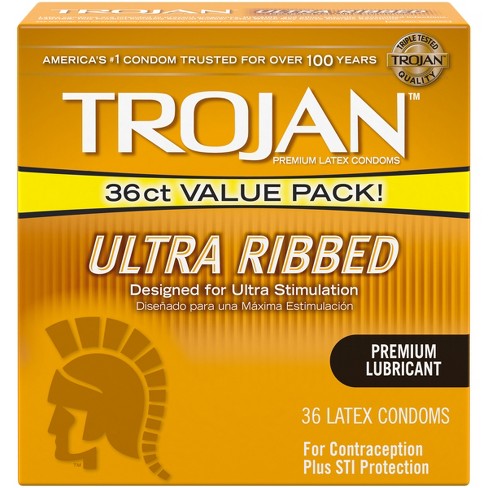 AMERICA'S #1 CONDOM TRUSTED FOR OVER 100 YEARS
TRIPLE TESTED
TROJAN™
QUALITY
TROJAN™
PREMIUM LATEX CONDOMS
36ct VALUE PACK!
ULTRA RIBBED
Designed for Ultra Stimulation
Diseñado para una Máxima Estimulación
PREMIUM
LUBRICANT
36 LATEX CONDOMS
For Contraception
Plus STI Protection
™